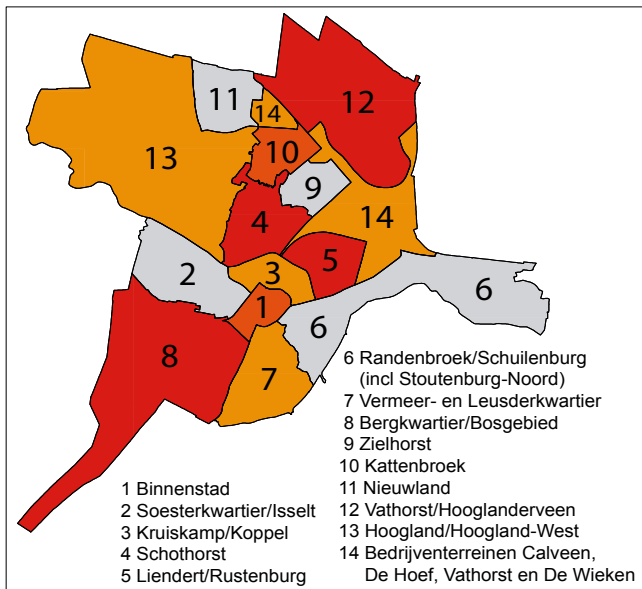 11
12
14
10
13
9
14
4
5
3
2
6
1
6
8
7
6 Randenbroek/Schuilenburg
(incl Stoutenburg-Noord)
7 Vermeer- en Leusderkwartier
8 Bergkwartier/Bosgebied
9 Zielhorst
10 Kattenbroek
11 Nieuwland
12 Vathorst/Hooglanderveen
13 Hoogland/Hoogland-West
14 Bedrijventerreinen Calveen,
De Hoef, Vathorst en De Wieken
1 Binnenstad
2 Soesterkwartier/Isselt
3 Kruiskamp/Koppel
4 Schothorst
5 Liendert/Rustenburg